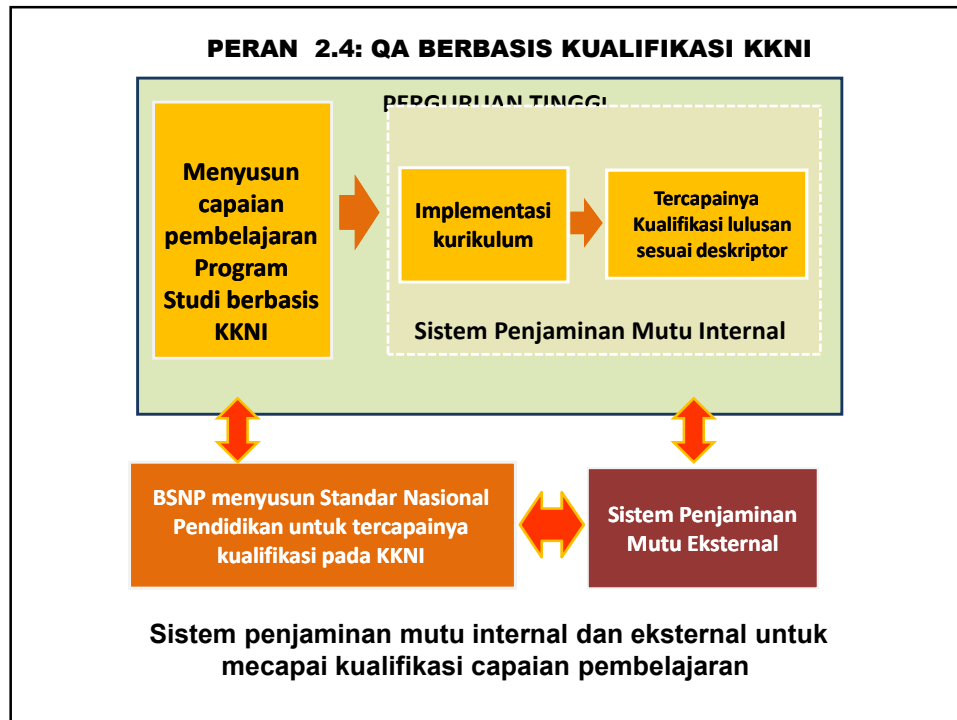 PERAN 2.4: QA BERBASIS KUALIFIKASI KKNI
PERGURUAN TINGGI
Menyusun
capaian
pembelajaran
Program
Studi berbasis
KKNI
Implementasi
kurikulum
Tercapainya
Kualifikasi lulusan
sesuai deskriptor
Sistem Penjaminan Mutu Internal
BSNP menyusun Standar Nasional
Pendidikan untuk tercapainya
kualifikasi pada KKNI
Sistem Penjaminan
Mutu Eksternal
Sistem penjaminan mutu internal dan eksternal untuk
mecapai kualifikasi capaian pembelajaran